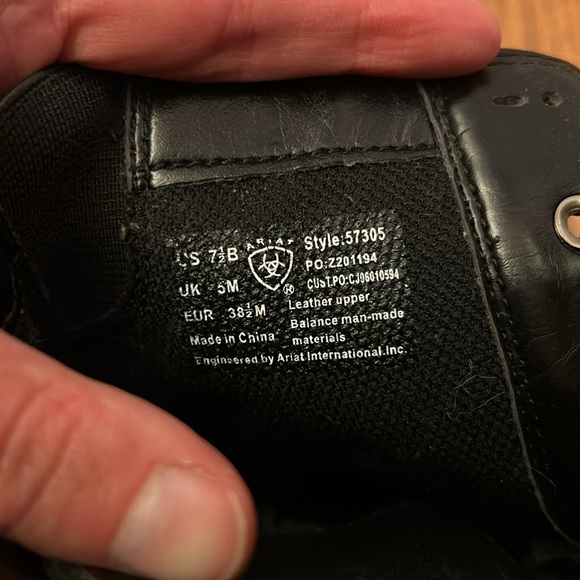 US 7½B ARIAT ® Style:57305
PO:Z201194
UK 5M CUST.PO:CJ06010594
EUR 38½M Leather upper
Balance man-made
Made in China materials
Engineered by Ariat International.Inc.